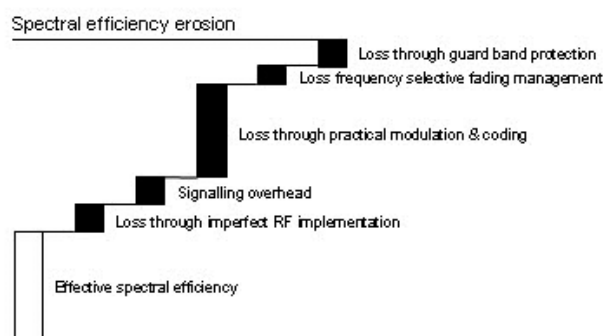 Spectral efficiency erosion
Loss through guard band protection
Loss frequency selective fading management
Loss through practical modulation & coding
Signalling overhead
Loss through imperfect RF implementation
Effective spectral efficiency